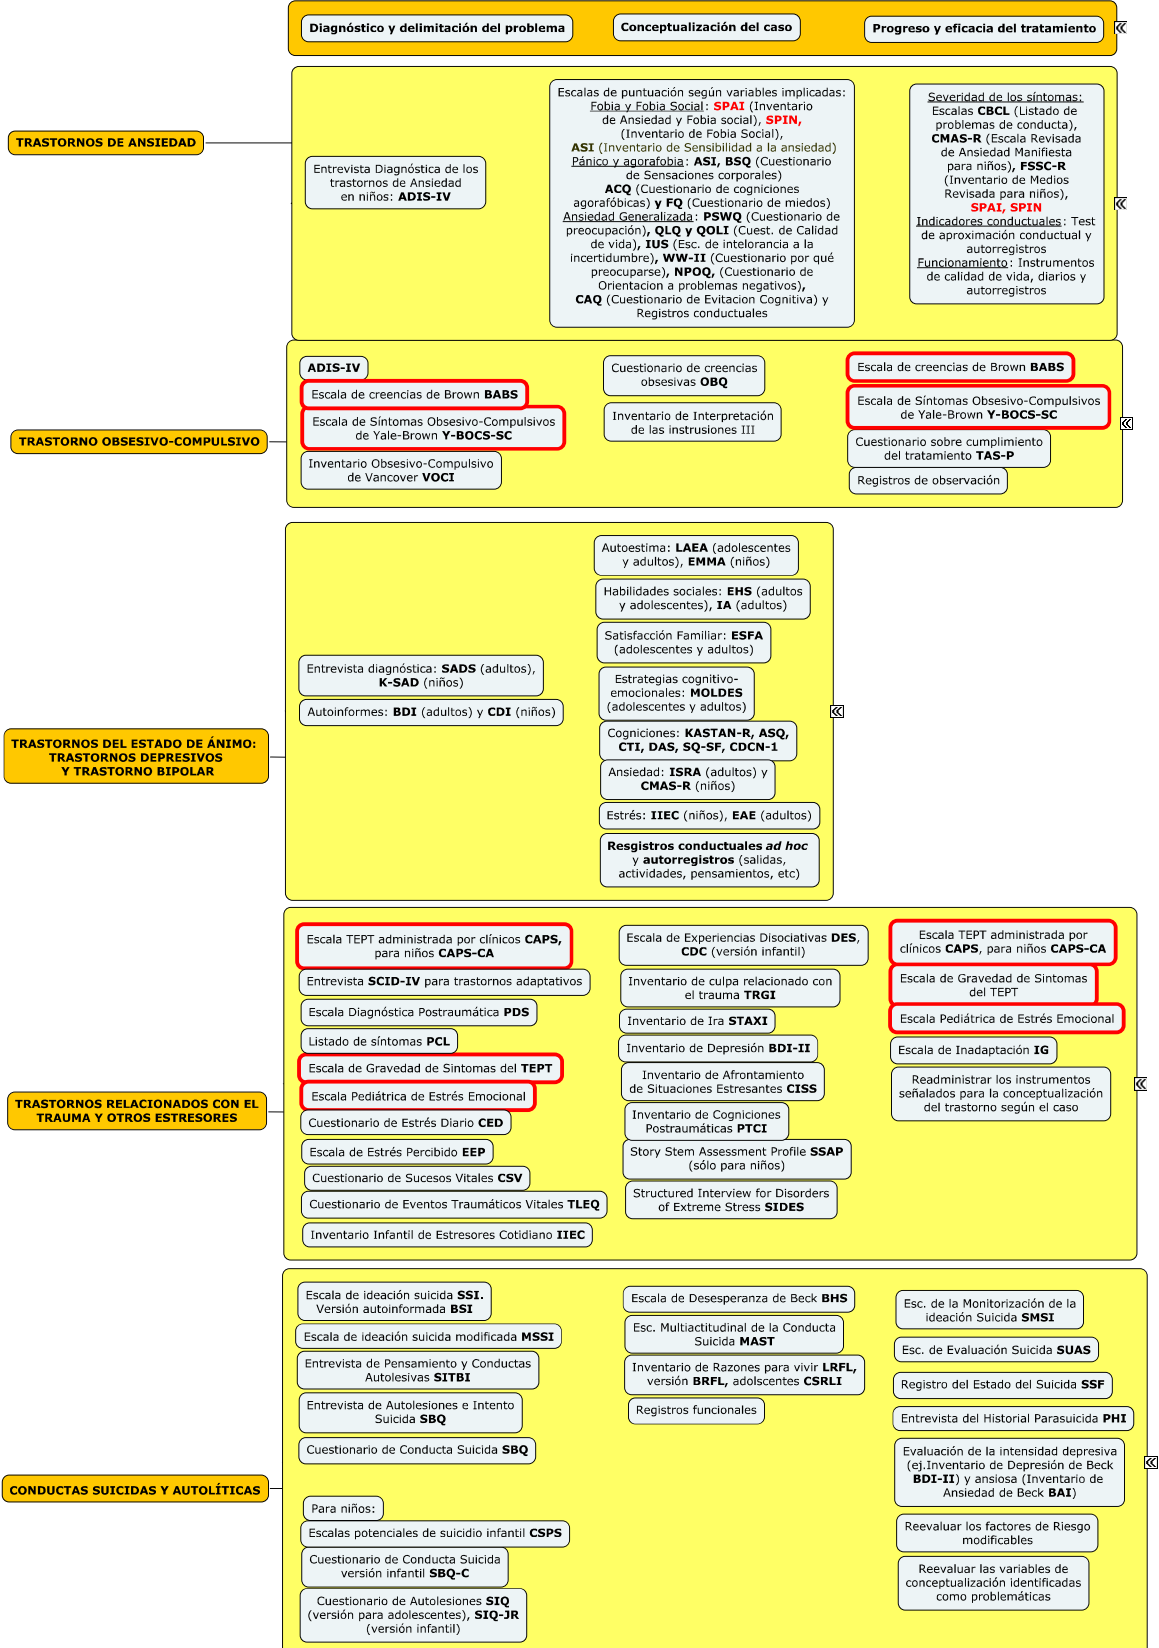 Diagnóstico y delimitación del problema
Conceptualización del caso
Progreso y eficacia del tratamiento
TRASTORNOS DE ANSIEDAD
Entrevista Diagnóstica de los
trastornos de Ansiedad
en niños: ADIS-IV
Escalas de puntuación según variables implicadas:
Fobia y Fobia Social: SPAI (Inventario
de Ansiedad y Fobia social), SPIN,
(Inventario de Fobia Social),
ASI (Inventario de Sensibilidad a la ansiedad)
Pánico y agorafobia: ASI, BSQ (Cuestionario
de Sensaciones corporales)
ACQ (Cuestionario de cogniciones
agorafóbicas) y FQ (Cuestionario de miedos)
Ansiedad Generalizada: PSWQ (Cuestionario de
preocupación), QLQ y QOLI (Cuest. de Calidad
de vida), IUS (Esc. de intelorancia a la
incertidumbre), WW-II (Cuestionario por qué
preocuparse), NPOQ, (Cuestionario de
Orientacion a problemas negativos),
CAQ (Cuestionario de Evitacion Cognitiva) y
Registros conductuales
Severidad de los síntomas:
Escalas CBCL (Listado de
problemas de conducta),
CMAS-R (Escala Revisada
de Ansiedad Manifiesta
para niños), FSSC-R
(Inventario de Medios
Revisada para niños),
SPAI, SPIN
Indicadores conductuales: Test
de aproximación conductual y
autorregistros
Funcionamiento: Instrumentos
de calidad de vida, diarios y
autorregistros
TRASTORNO OBSESIVO-COMPULSIVO
ADIS-IV
Escala de creencias de Brown BABS
Escala de Síntomas Obsesivo-Compulsivos
de Yale-Brown Y-BOCS-SC
Inventario Obsesivo-Compulsivo
de Vancover VOCI
Cuestionario de creencias
obsesivas OBQ
Inventario de Interpretación
de las instrusiones III
Escala de creencias de Brown BABS
Escala de Síntomas Obsesivo-Compulsivos
de Yale-Brown Y-BOCS-SC
Cuestionario sobre cumplimiento
del tratamiento TAS-P
Registros de observación
TRASTORNOS DEL ESTADO DE ÁNIMO:
TRASTORNOS DEPRESIVOS
Y TRASTORNO BIPOLAR
Entrevista diagnóstica: SADS (adultos),
K-SAD (niños)
Autoinformes: BDI (adultos) y CDI (niños)
Autoestima: LAEA (adolescentes
y adultos), EMMA (niños)
Habilidades sociales: EHS (adultos
y adolescentes), IA (adultos)
Satisfacción Familiar: ESFA
(adolescentes y adultos)
Estrategias cognitivo-
emocionales: MOLDES
(adolescentes y adultos)
Cogniciones: KASTAN-R, ASQ,
CTI, DAS, SQ-SF, CDCN-1
Ansiedad: ISRA (adultos) y
CMAS-R (niños)
Estrés: IIEC (niños), EAE (adultos)
Resgistros conductuales ad hoc
y autorregistros (salidas,
actividades, pensamientos, etc)
TRASTORNOS RELACIONADOS CON EL
TRAUMA Y OTROS ESTRESORES
Escala TEPT administrada por clínicos CAPS,
para niños CAPS-CA
Entrevista SCID-IV para trastornos adaptativos
Escala Diagnóstica Postraumática PDS
Listado de síntomas PCL
Escala de Gravedad de Sintomas del TEPT
Escala Pediátrica de Estrés Emocional
Cuestionario de Estrés Diario CED
Escala de Estrés Percibido EEP
Cuestionario de Sucesos Vitales CSV
Cuestionario de Eventos Traumáticos Vitales TLEQ
Inventario Infantil de Estresores Cotidiano IIEC
Escala de Experiencias Disociativas DES,
CDC (versión infantil)
Inventario de culpa relacionado con
el trauma TRGI
Inventario de Ira STAXI
Inventario de Depresión BDI-II
Inventario de Afrontamiento
de Situaciones Estresantes CISS
Inventario de Cogniciones
Postraumáticas PTCI
Story Stem Assessment Profile SSAP
(sólo para niños)
Structured Interview for Disorders
of Extreme Stress SIDES
Escala TEPT administrada por
clínicos CAPS, para niños CAPS-CA
Escala de Gravedad de Sintomas
del TEPT
Escala Pediátrica de Estrés Emocional
Escala de Inadaptación IG
Readministrar los instrumentos
señalados para la conceptualización
del trastorno según el caso
CONDUCTAS SUICIDAS Y AUTOLÍTICAS
Escala de ideación suicida SSI.
Versión autoinformada BSI
Escala de ideación suicida modificada MSSI
Entrevista de Pensamiento y Conductas
Autolesivas SITBI
Entrevista de Autolesiones e Intento
Suicida SBQ
Cuestionario de Conducta Suicida SBQ
Para niños:
Escalas potenciales de suicidio infantil CSPS
Cuestionario de Conducta Suicida
versión infantil SBQ-C
Cuestionario de Autolesiones SIQ
(versión para adolescentes), SIQ-JR
(versión infantil)
Escala de Desesperanza de Beck BHS
Esc. Multiactitudinal de la Conducta
Suicida MAST
Inventario de Razones para vivir LRFL,
versión BRFL, adolscentes CSRLI
Registros funcionales
Esc. de la Monitorización de la
ideación Suicida SMSI
Esc. de Evaluación Suicida SUAS
Registro del Estado del Suicida SSF
Entrevista del Historial Parasuicida PHI
Evaluación de la intensidad depresiva
(ej.Inventario de Depresión de Beck
BDI-II) y ansiosa (Inventario de
Ansiedad de Beck BAI)
Reevaluar los factores de Riesgo
modificables
Reevaluar las variables de
conceptualización identificadas
como problemáticas